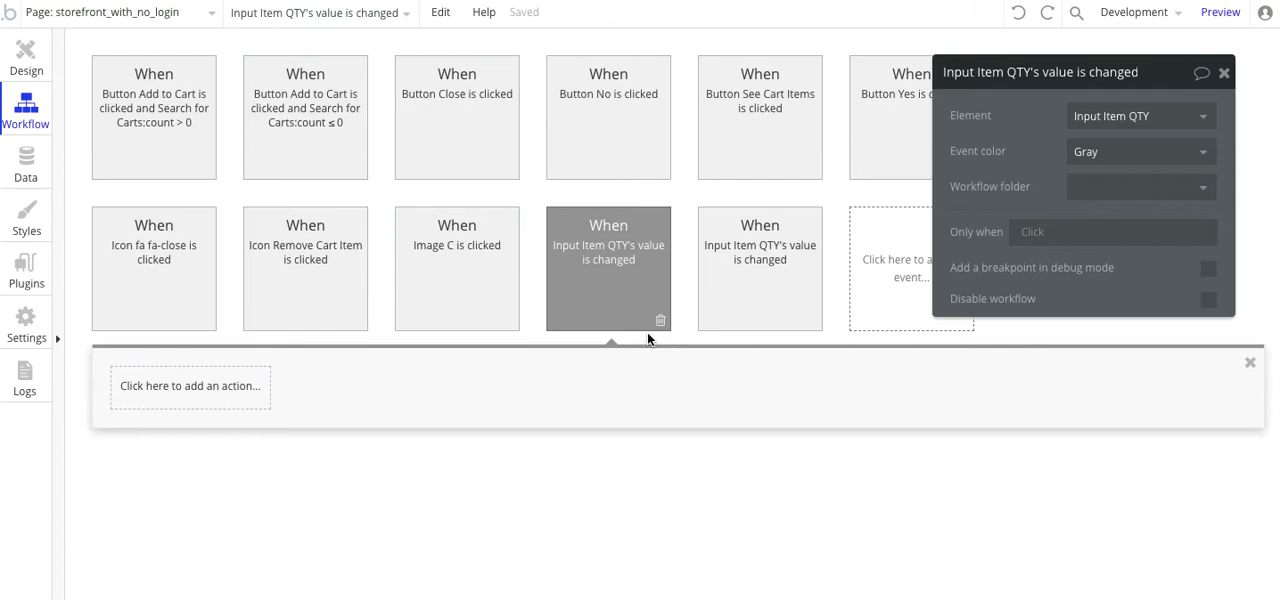 Page: storefront_with_no_login
Input Item QTY's value is changed
Edit
Help
Saved
Development
Preview
Design
Workflow
Data
Styles
Plugins
Settings
Logs
When
Button Add to Cart is
clicked and Search for
Carts:count > 0
When
Button Add to Cart is
clicked and Search for
Carts:count ≤ 0
When
Button Close is clicked
When
Button No is clicked
When
Button See Cart Items
is clicked
When
Button Yes is c
When
Icon fa fa-close is
clicked
When
Icon Remove Cart Item
is clicked
When
Image C is clicked
When
Input Item QTY's value
is changed
When
Input Item QTY's value
is changed
Click here to a
event...
Input Item QTY's value is changed
Element
Input Item QTY
Event color
Gray
Workflow folder
Only when
Click
Add a breakpoint in debug mode
Disable workflow
Click here to add an action...